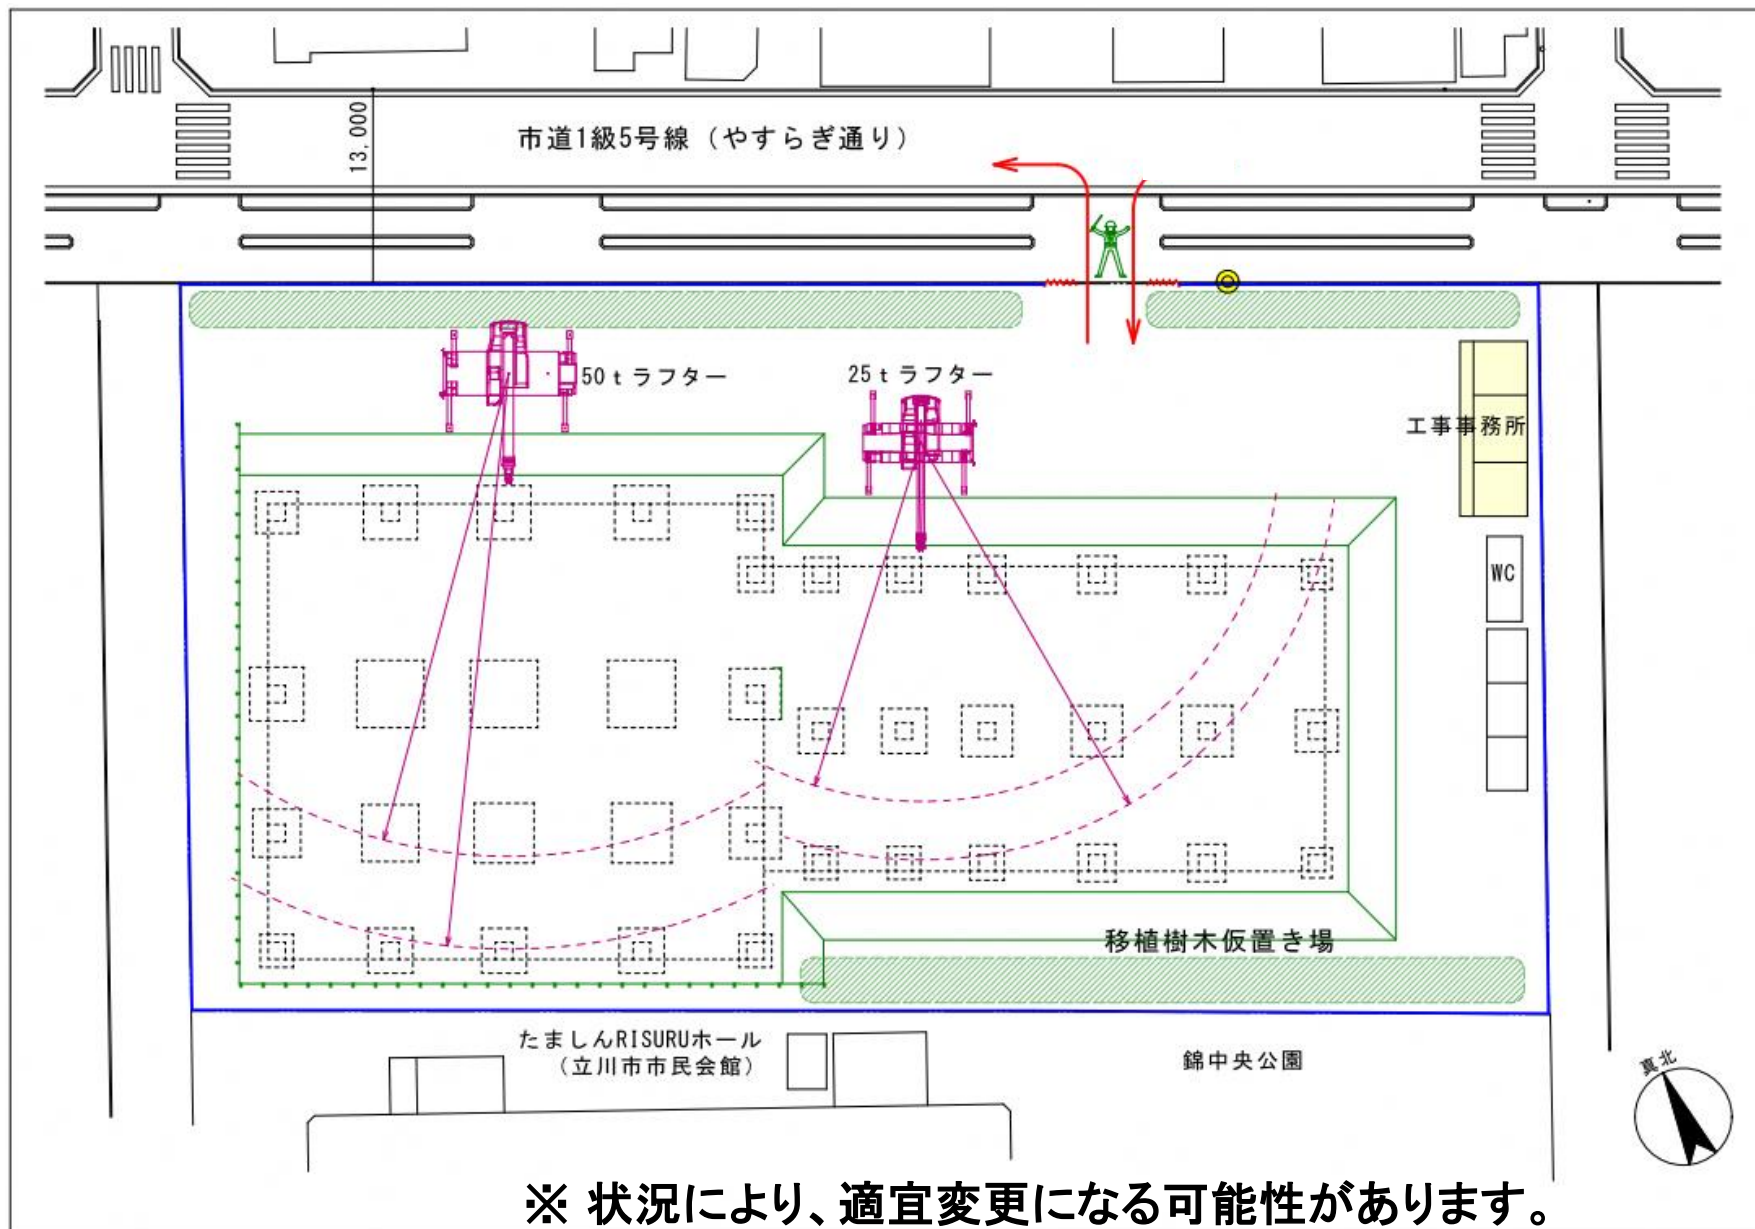 13,000
市道1級5号線（やすらぎ通り）
50tラフター
25tラフター
工事事務所
WC
移植樹木仮置き場
たましんRISURUホール
（立川市市民会館）
錦中央公園
真北
※ 状況により、適宜変更になる可能性があります。